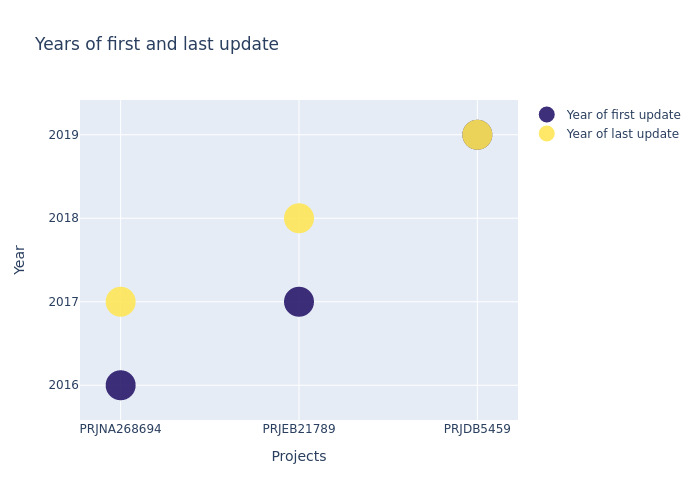 Years of first and last update
Year of first update
Year of last update
2019
2018
2017
2016
Year
PRJNA268694
PRJEB21789
PRJDB5459
Projects